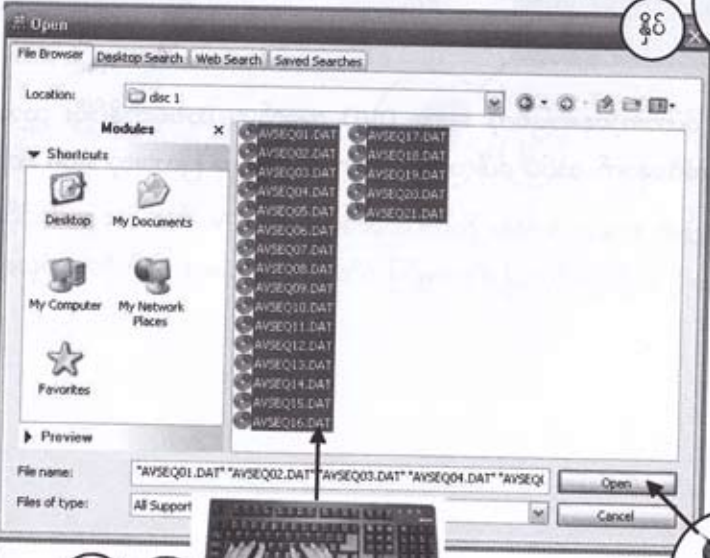 Open
နှိပ်
File Browser Desktop Search Web Search Saved Searches
Location: disc 1
Modules ×
Shortcuts
Desktop My Documents
My Computer My Network Places
Favorites
Preview
AVSEQ01.DAT
AVSEQ02.DAT
AVSEQ03.DAT
AVSEQ04.DAT
AVSEQ05.DAT
AVSEQ06.DAT
AVSEQ07.DAT
AVSEQ08.DAT
AVSEQ09.DAT
AVSEQ10.DAT
AVSEQ11.DAT
AVSEQ12.DAT
AVSEQ13.DAT
AVSEQ14.DAT
AVSEQ15.DAT
AVSEQ16.DAT
AVSEQ17.DAT
AVSEQ18.DAT
AVSEQ19.DAT
AVSEQ20.DAT
AVSEQ21.DAT
File name: "AVSEQ01.DAT" "AVSEQ02.DAT" "AVSEQ03.DAT" "AVSEQ04.DAT" "AVSEQ0 Open
Files of type: All Support Cancel